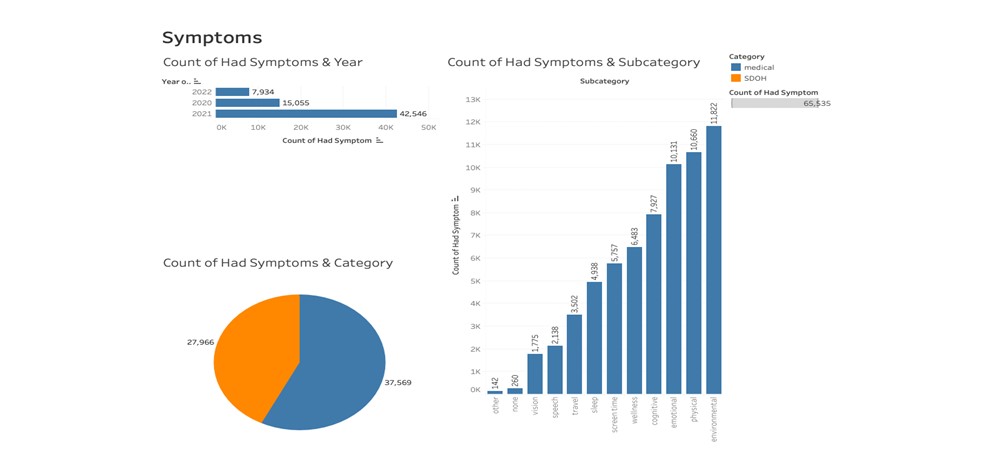 Symptoms
Count of Had Symptoms & Year
Year o..
2022 7,934
2020 15,055
2021 42,546
0K 10K 20K 30K 40K 50K
Count of Had Symptom
Count of Had Symptoms & Category
27,966
37,569
Count of Had Symptoms & Subcategory
Subcategory
13K
12K
11K
10K
9K
8K
7K
6K
5K
4K
3K
2K
1K
0K
Count of Had Symptom
142 260 1,775 2,138 3,502 4,938 5,757 6,483 7,927 10,131 10,660 11,822
other none vision speech travel sleep screen time wellness cognitive emotional physical environmental
Category
medical
SDOH
Count of Had Symptom
65,535